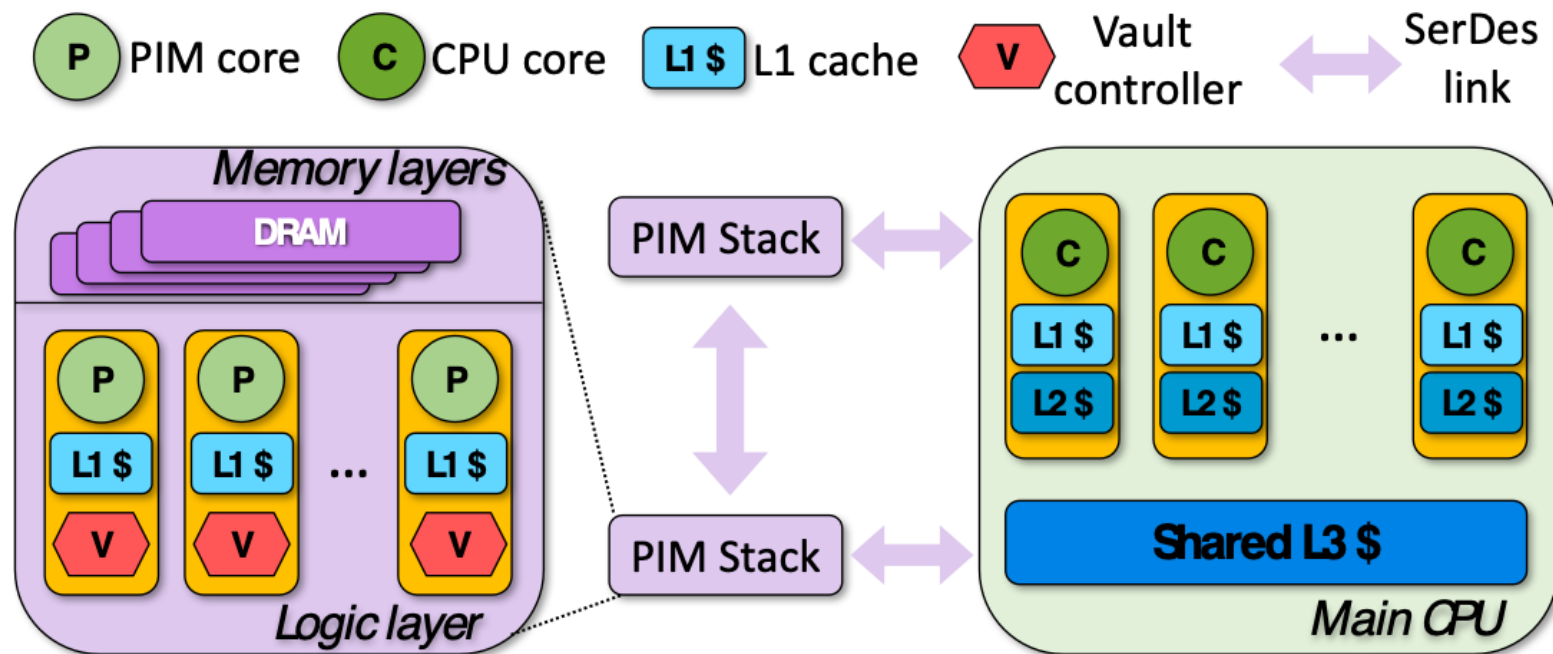 P PIM core
C CPU core
L1 $ L1 cache
V Vault controller
SerDes link
Memory layers
DRAM
P P P
L1 $ L1 $ ... L1 $
V V V
Logic layer
PIM Stack
PIM Stack
C C C
L1 $ L1 $ ... L1 $
L2 $ L2 $ L2 $
Shared L3 $
Main CPU